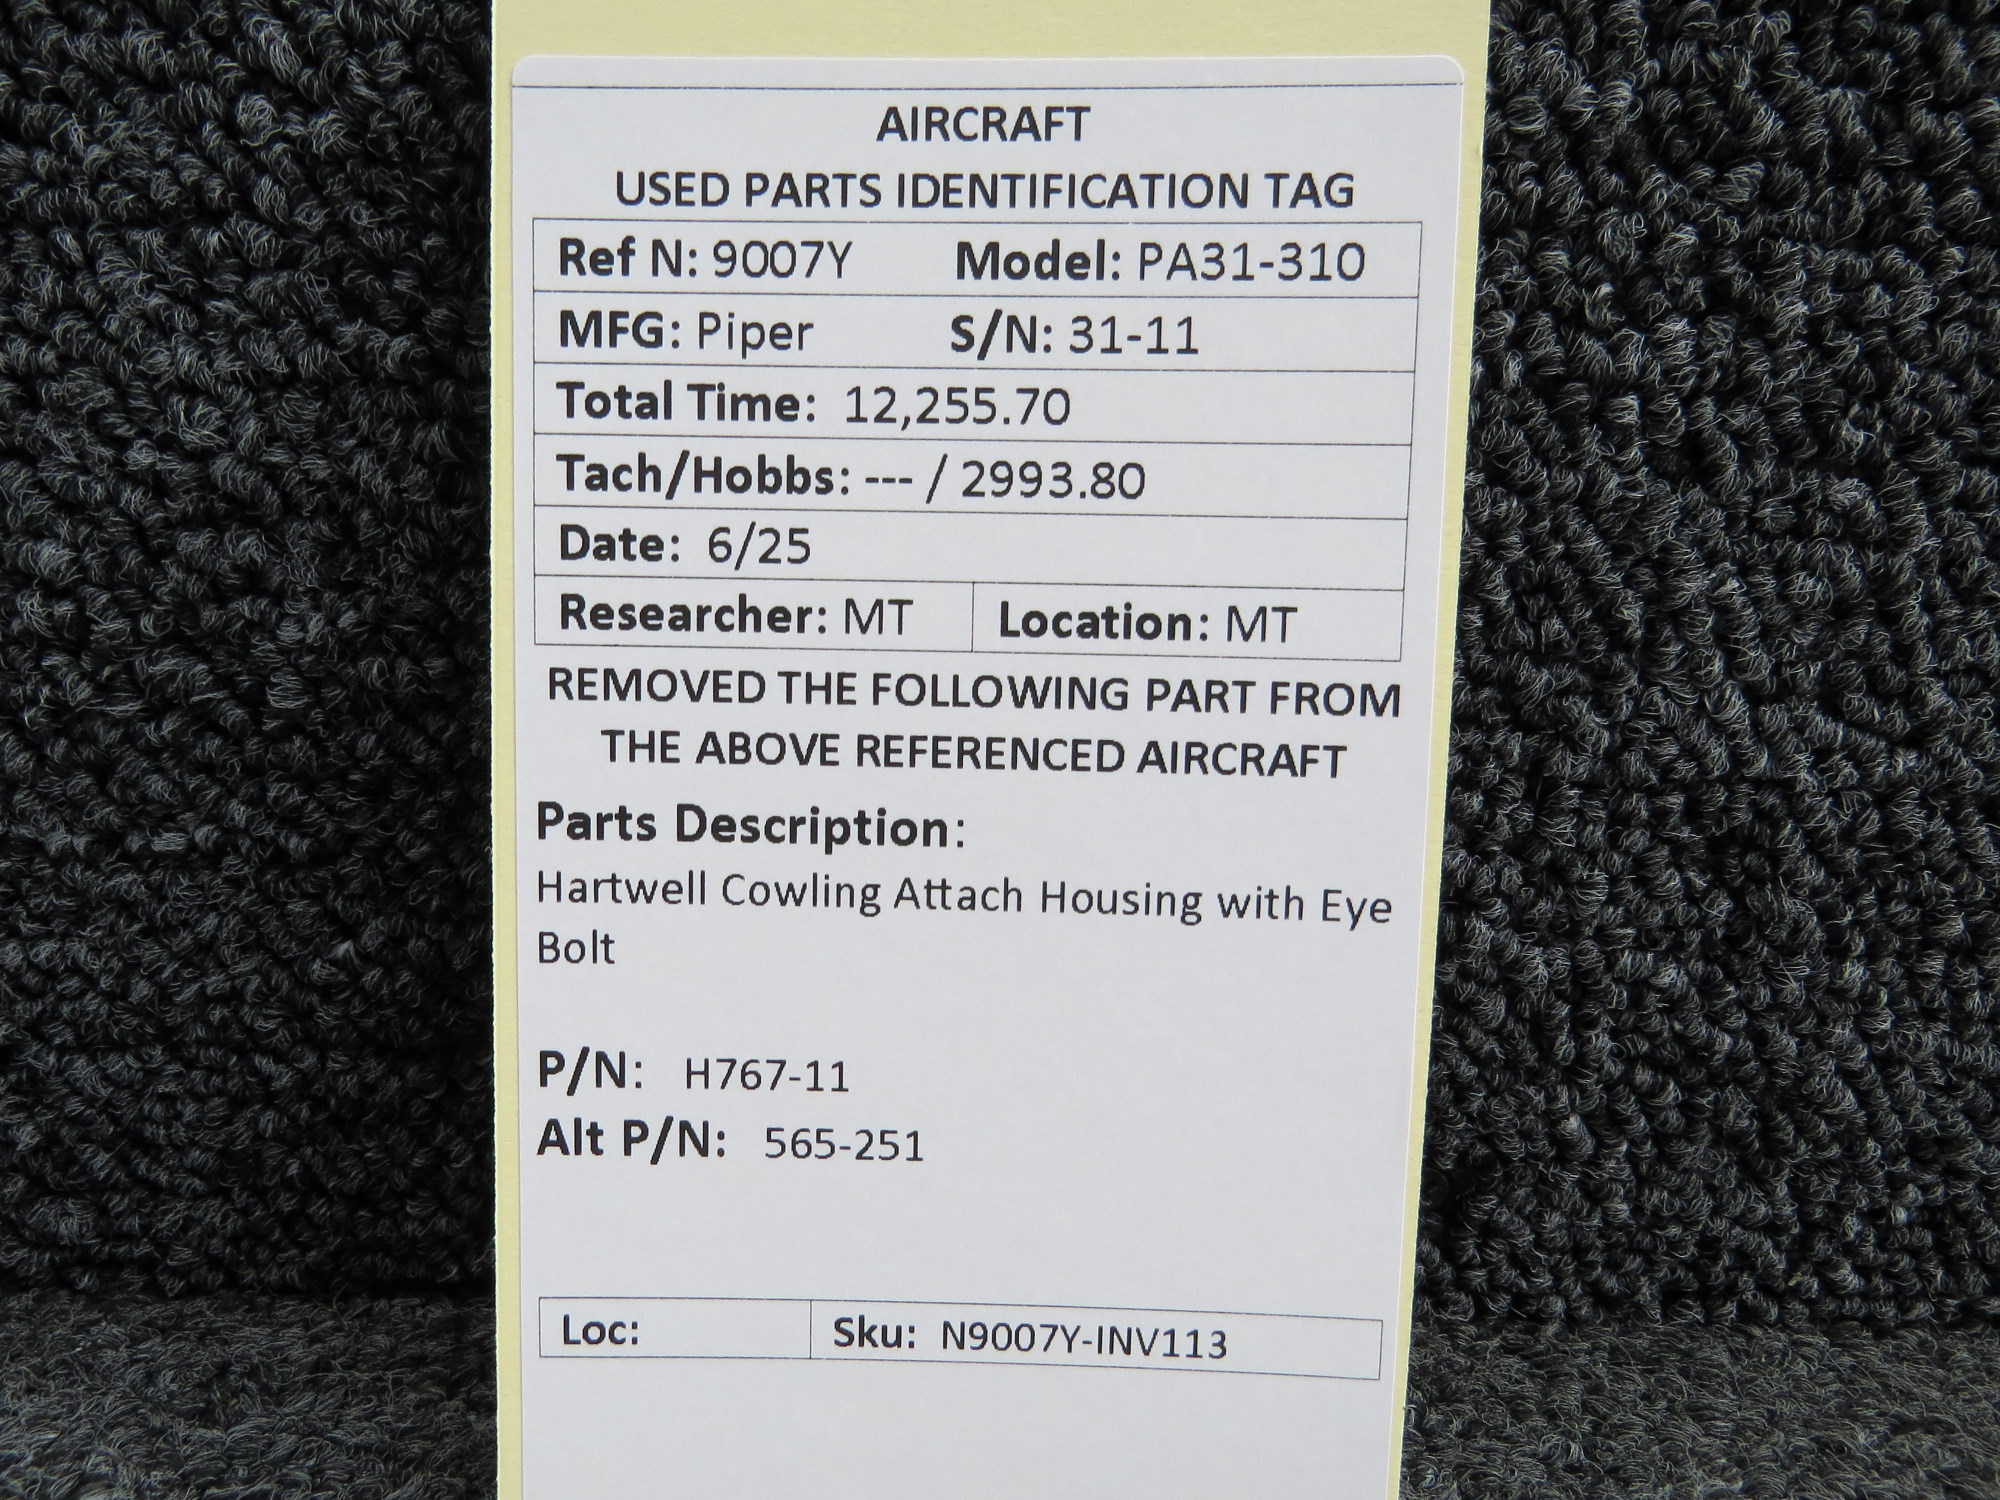 AIRCRAFT
USED PARTS IDENTIFICATION TAG
Ref N: 9007Y Model: PA31-310
MFG: Piper S/N: 31-11
Total Time: 12,255.70
Tach/Hobbs: --- / 2993.80
Date: 6/25
Researcher: MT Location: MT
REMOVED THE FOLLOWING PART FROM
THE ABOVE REFERENCED AIRCRAFT
Parts Description:
Hartwell Cowling Attach Housing with Eye
Bolt
P/N: H767-11
Alt P/N: 565-251
Loc: Sku: N9007Y-INV113